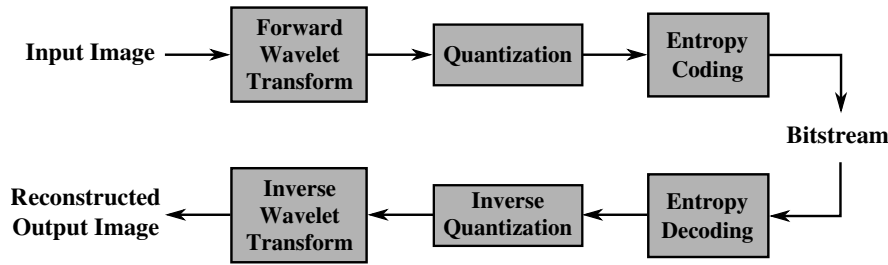 Input Image
Forward
Wavelet
Transform
Quantization
Entropy
Coding
Bitstream
Entropy
Decoding
Inverse
Quantization
Inverse
Wavelet
Transform
Reconstructed
Output Image